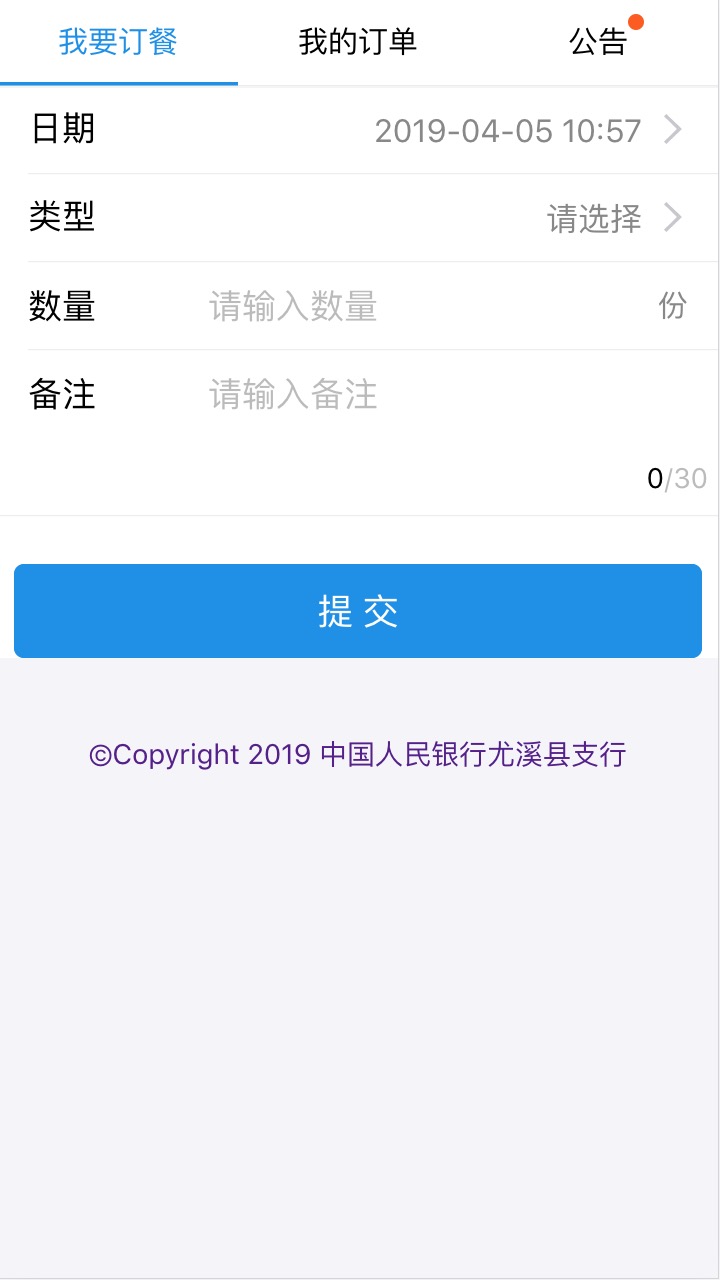 我要订餐 我的订单 公告
日期 2019-04-05 10:57
类型 请选择
数量 请输入数量 份
备注 请输入备注
0/30
提 交
©Copyright 2019 中国人民银行尤溪县支行